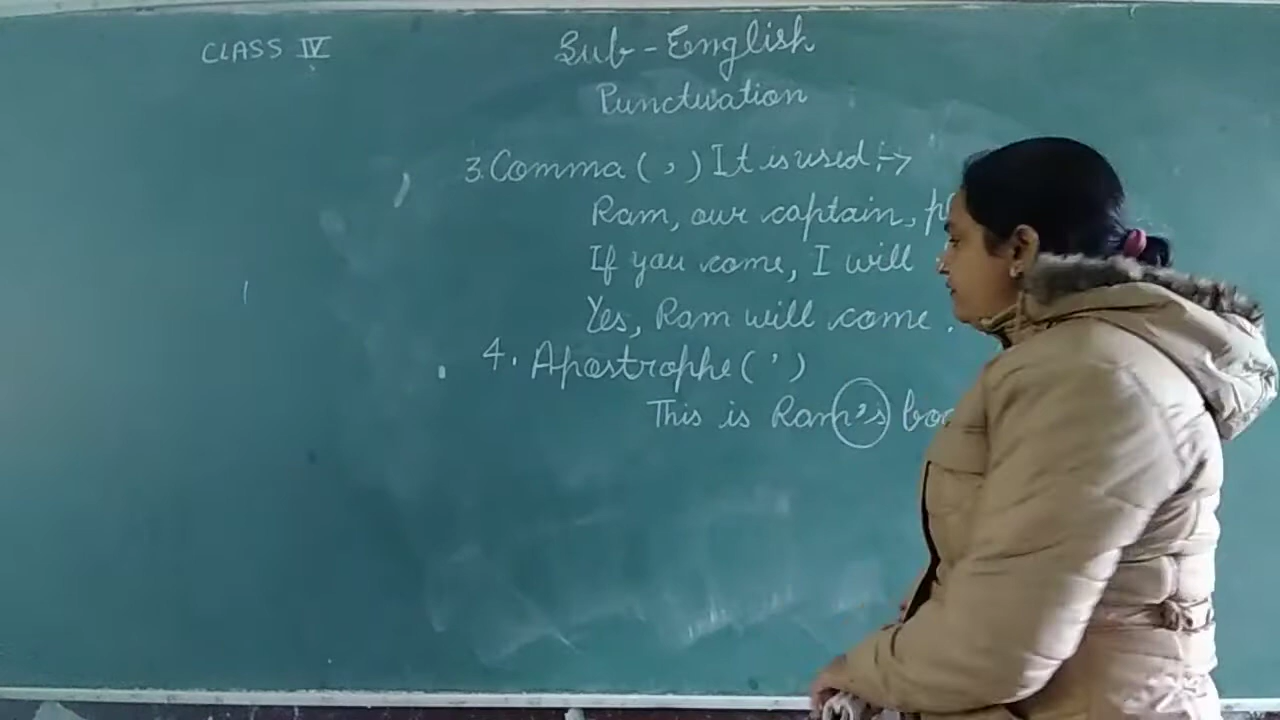 CLASS IV
Sub-English
Punctuation
3. Comma ( , ) It is used :->
Ram, our captain,
If you come, I will
Yes, Ram will come .
4. Apostrophe ( ' )
This is Ram's